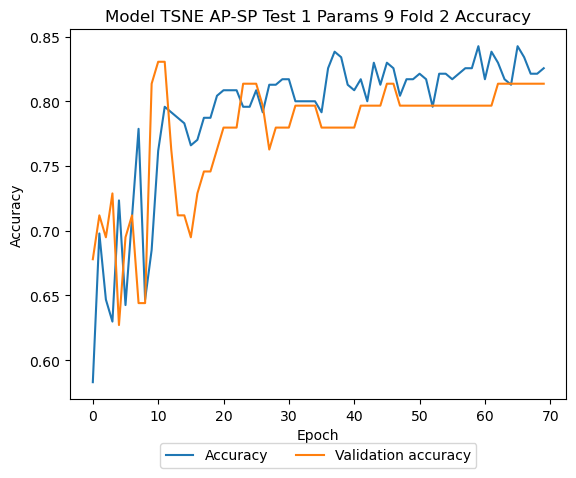 Model TSNE AP-SP Test 1 Params 9 Fold 2 Accuracy
0.85
0.80
0.75
0.70
0.65
0.60
Accuracy
0 10 20 30 40 50 60 70
Epoch
Accuracy Validation accuracy